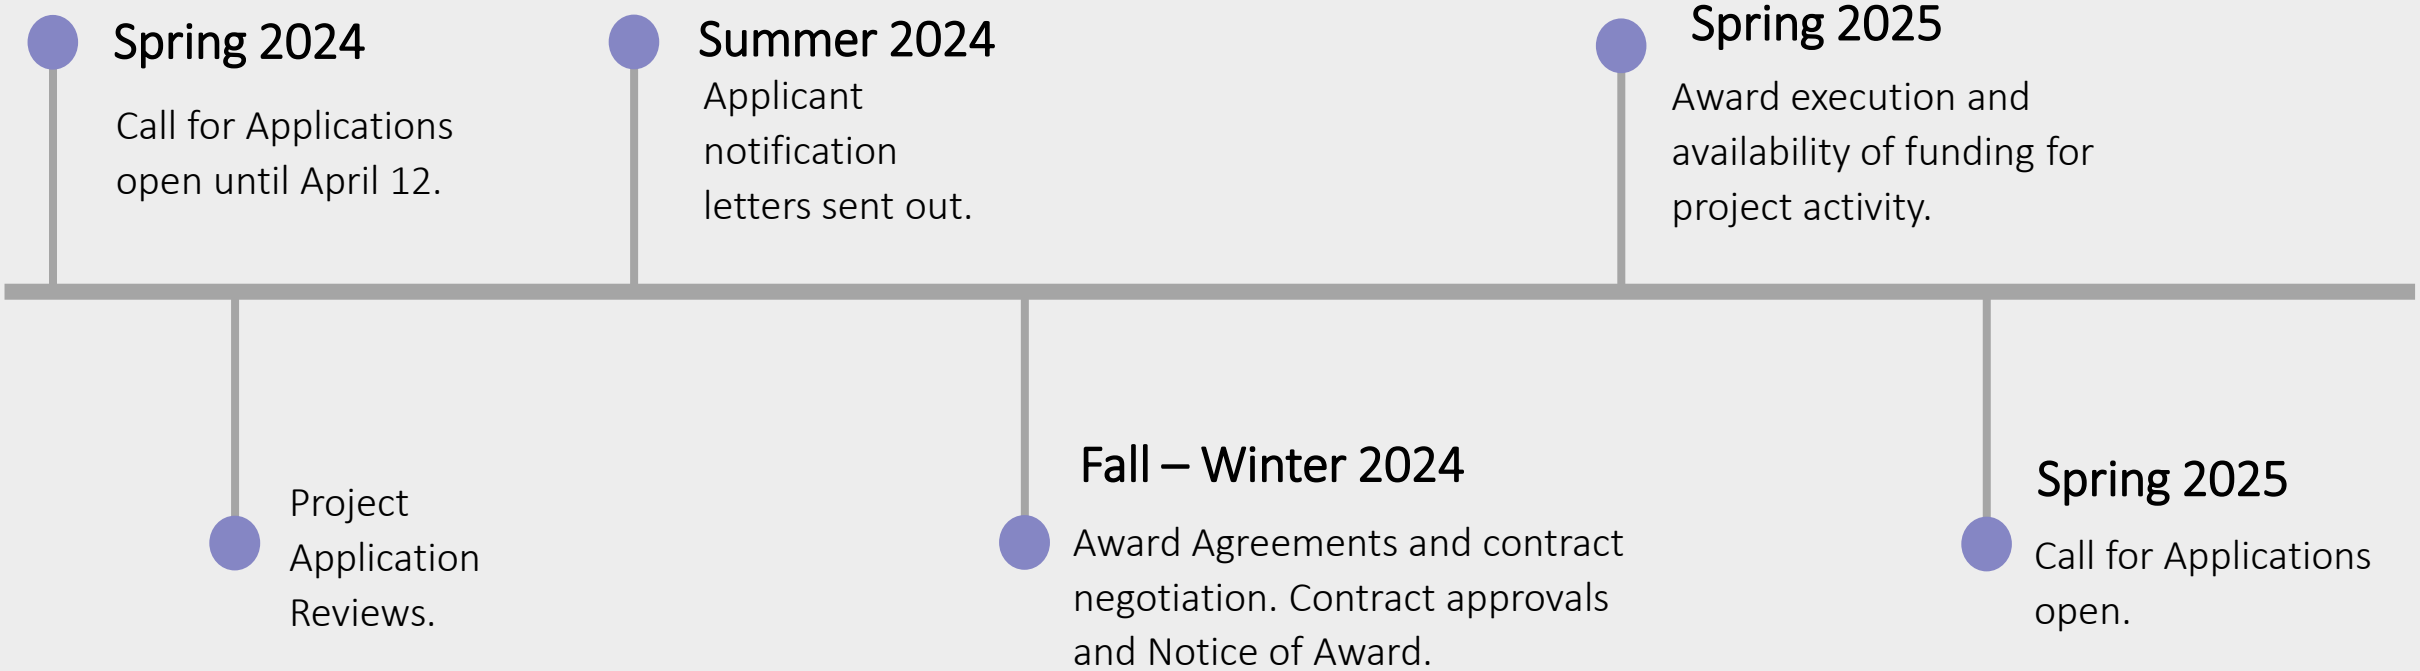 Spring 2024
Call for Applications
open until April 12.
Project
Application
Reviews.
Summer 2024
Applicant
notification
letters sent out.
Fall – Winter 2024
Award Agreements and contract
negotiation. Contract approvals
and Notice of Award.
Spring 2025
Award execution and
availability of funding for
project activity.
Spring 2025
Call for Applications
open.